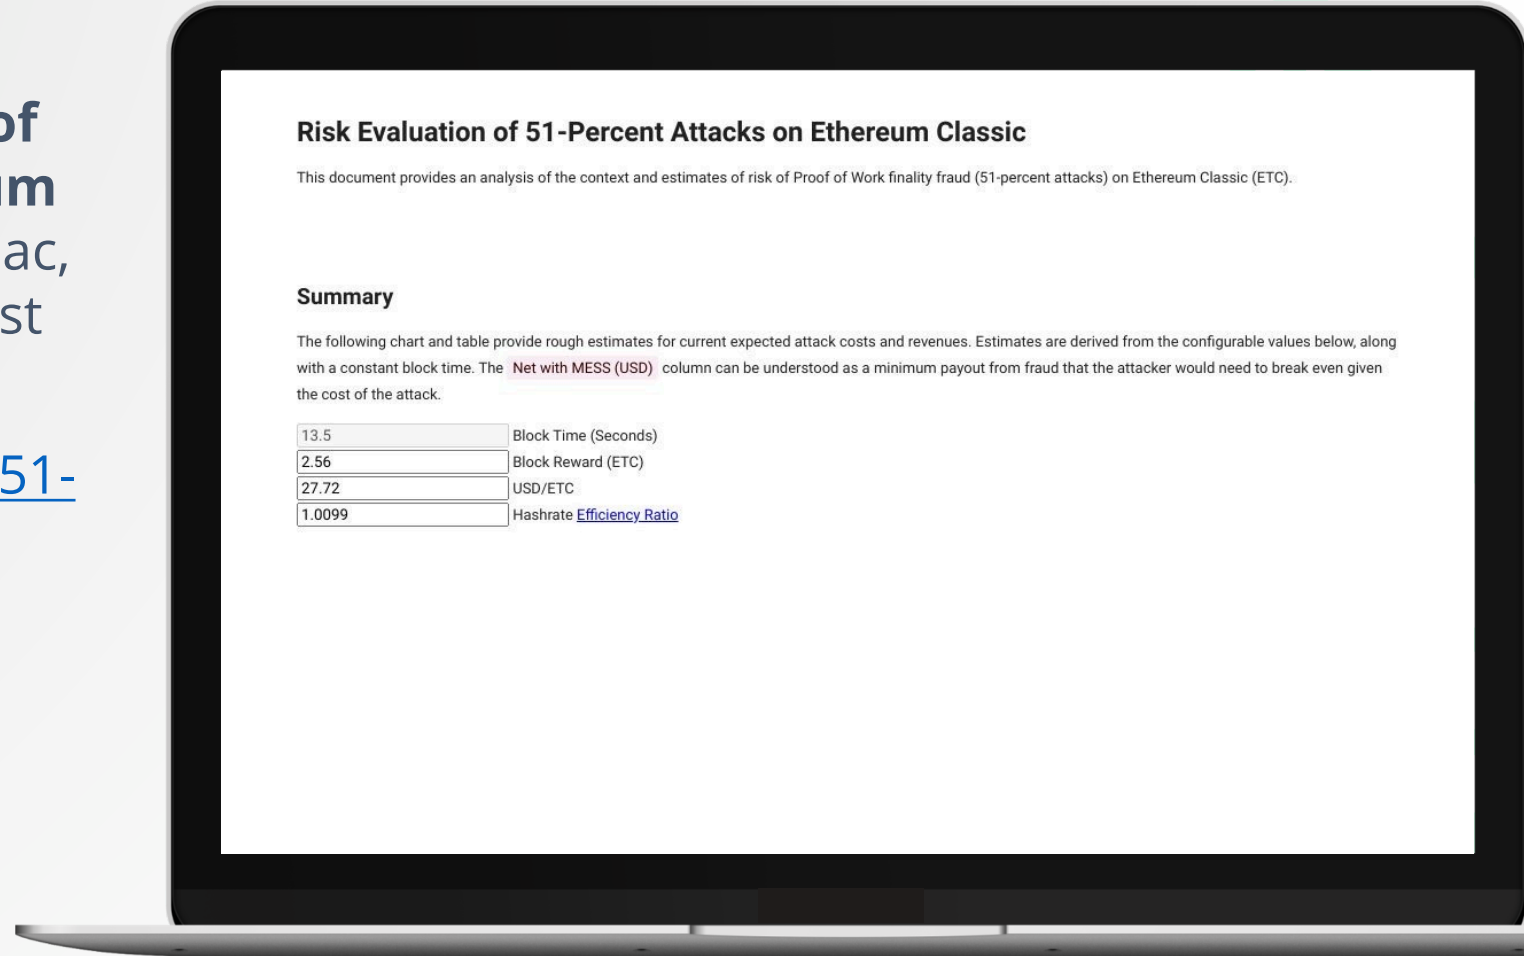 of
um
ac,
st
51-
Risk Evaluation of 51-Percent Attacks on Ethereum Classic
This document provides an analysis of the context and estimates of risk of Proof of Work finality fraud (51-percent attacks) on Ethereum Classic (ETC).
Summary
The following chart and table provide rough estimates for current expected attack costs and revenues. Estimates are derived from the configurable values below, along
with a constant block time. The Net with MESS (USD) column can be understood as a minimum payout from fraud that the attacker would need to break even given
the cost of the attack.
13.5 Block Time (Seconds)
2.56 Block Reward (ETC)
27.72 USD/ETC
1.0099 Hashrate Efficiency Ratio